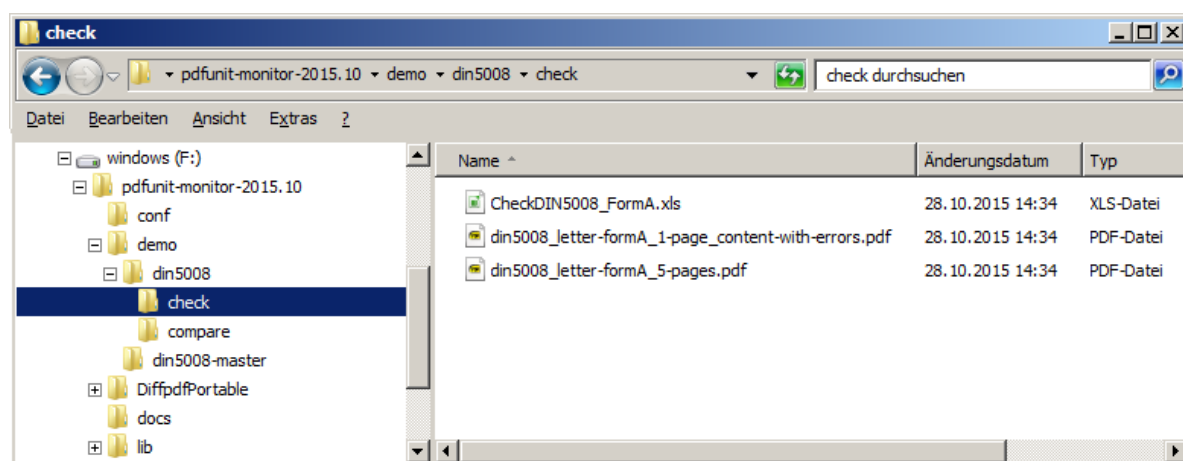 check
pdfunit-monitor-2015.10 demo din5008 check check durchsuchen
Datei Bearbeiten Ansicht Extras ?
windows (F:)
pdfunit-monitor-2015.10
conf
demo
din5008
check
compare
din5008-master
DiffpdfPortable
docs
lib
Name Änderungsdatum Typ
CheckDIN5008_FormA.xls 28.10.2015 14:34 XLS-Datei
din5008_letter-formA_1-page_content-with-errors.pdf 28.10.2015 14:34 PDF-Datei
din5008_letter-formA_5-pages.pdf 28.10.2015 14:34 PDF-Datei